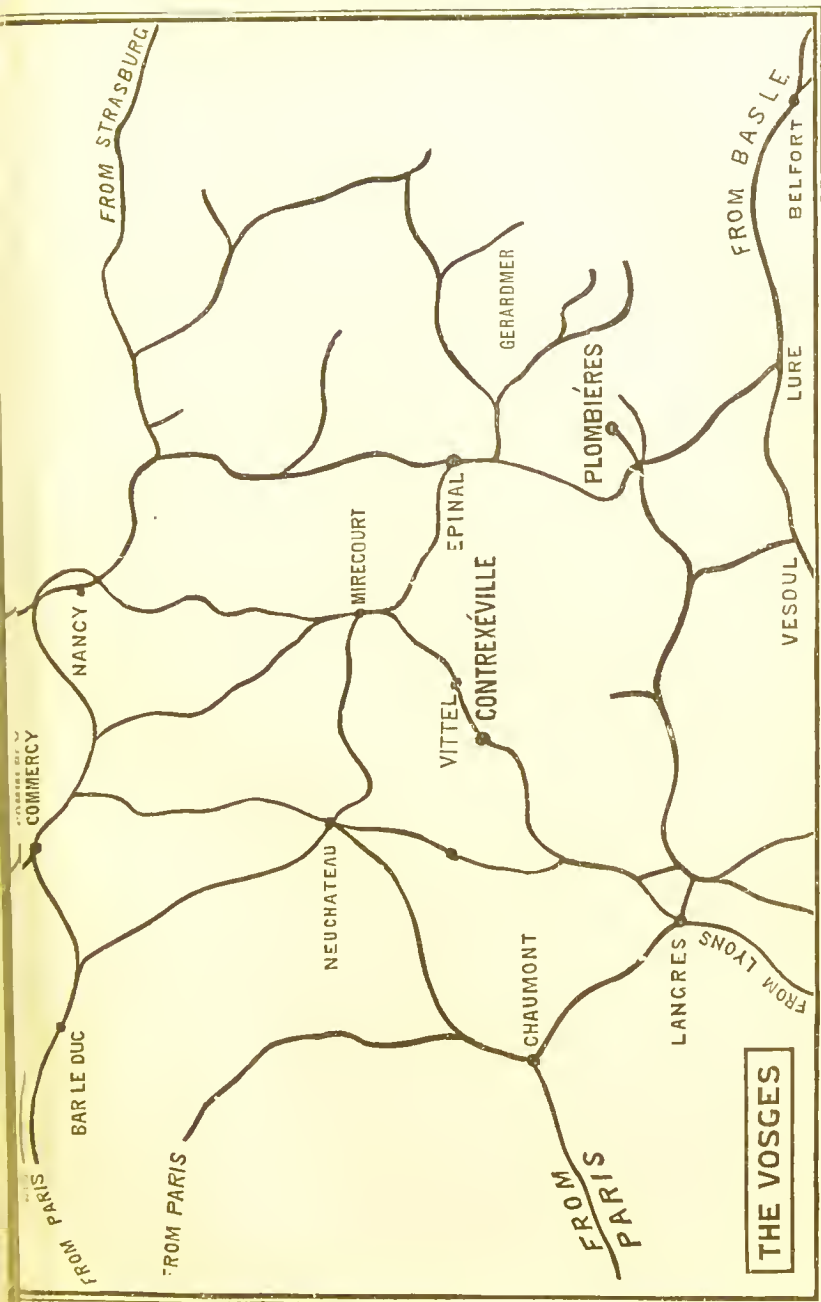 COMMERCY
FROM PARIS
BAR LE DUC
NANCY
FROM STRASBURG
FROM PARIS
NEUCHATEAU
MIRECOURT
VITTEL
EPINAL
CONTREXÉVILLE
GERARDMER
CHAUMONT
FROM
PARIS
PLOMBIÉRES
LANGRES
FROM LYONS
FROM BASLE
THE VOSGES
VESOUL
LURE
BELFORT